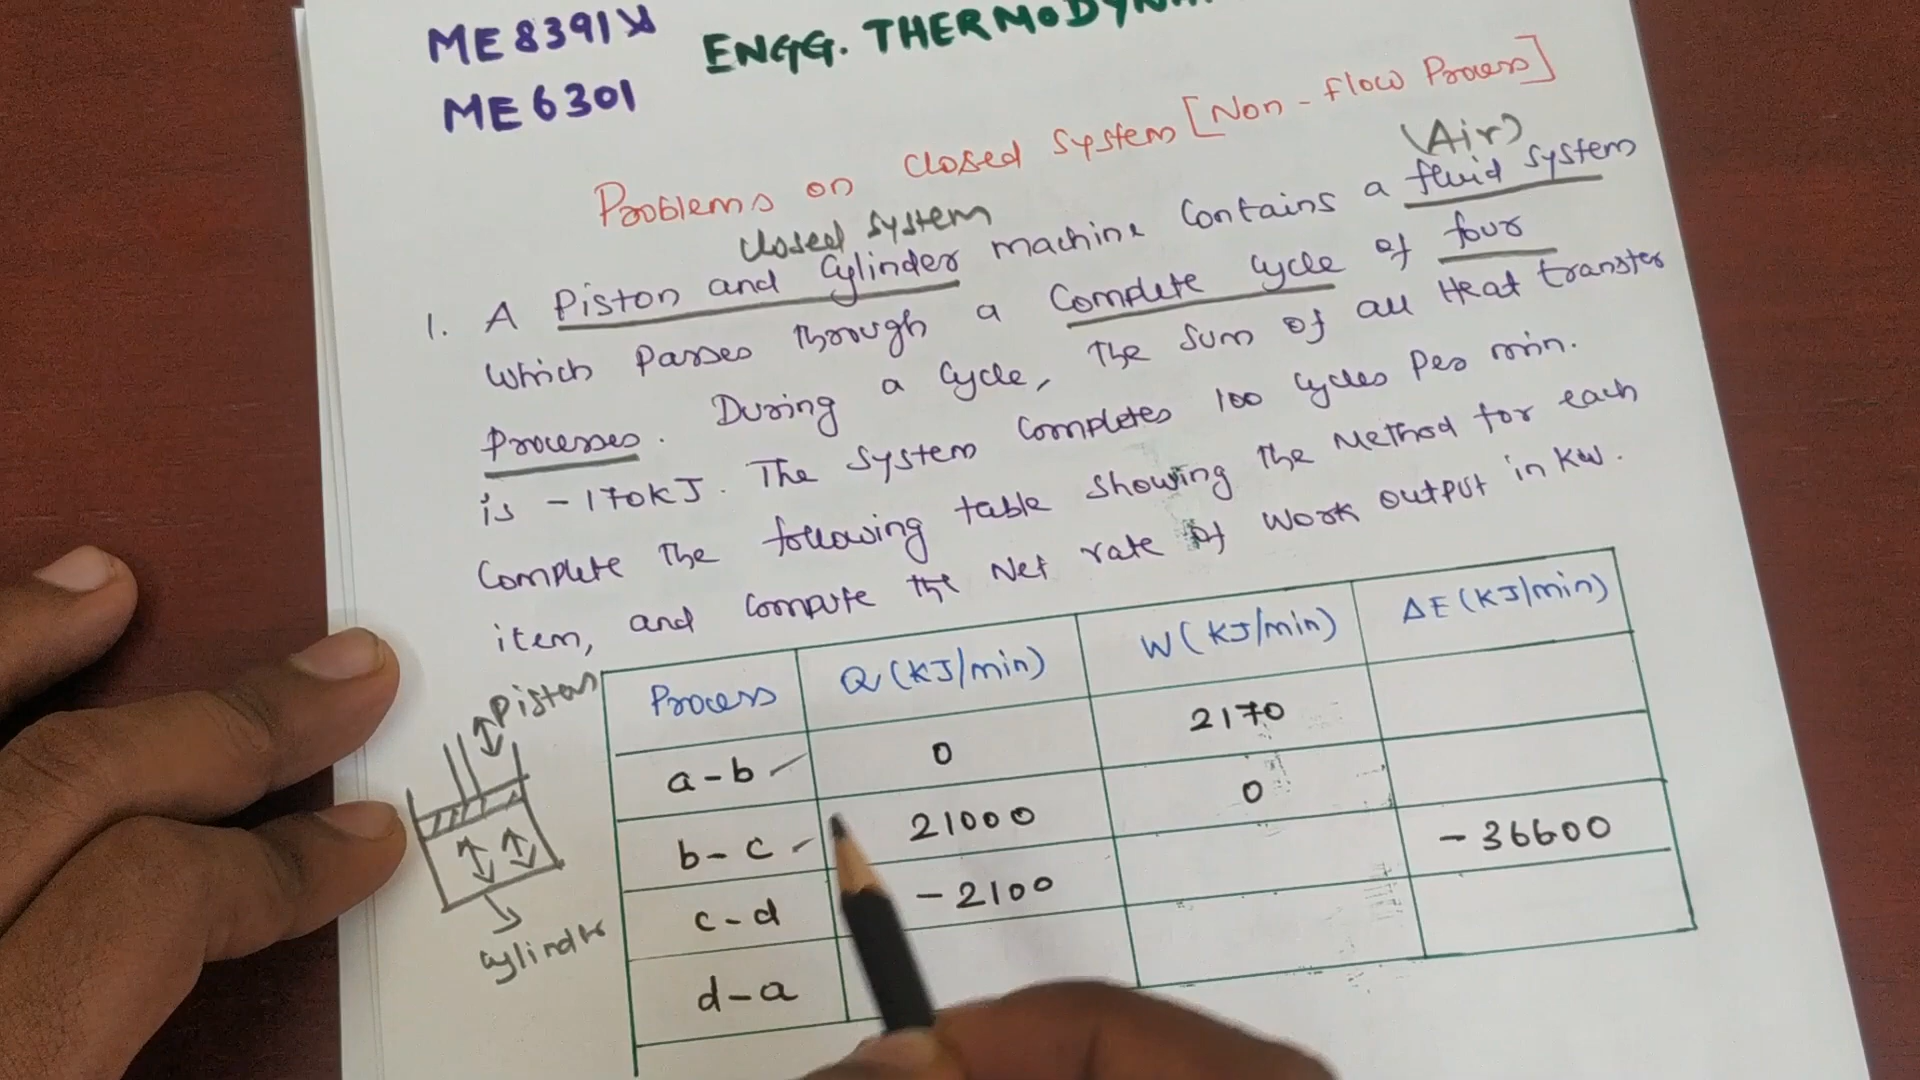 ME8391 &
ME6301
ENGG. THERMODYN
Problems on closed system [Non-flow Process]
(Air)
closed system
1. A Piston and Cylinder machine contains a fluid system
which passes through a complete cycle of four
processes. During a cycle, the sum of all Heat transfer
is -170kJ. The system completes 100 cycles per min.
Complete the following table showing the Method for each
item, and compute the Net rate of work output in kW.
Process Q (KJ/min) W (KJ/min) ΔE (KJ/min)
a-b 0 2170
b-c 21000 0
c-d -2100 -36600
d-a
Piston
cylinder